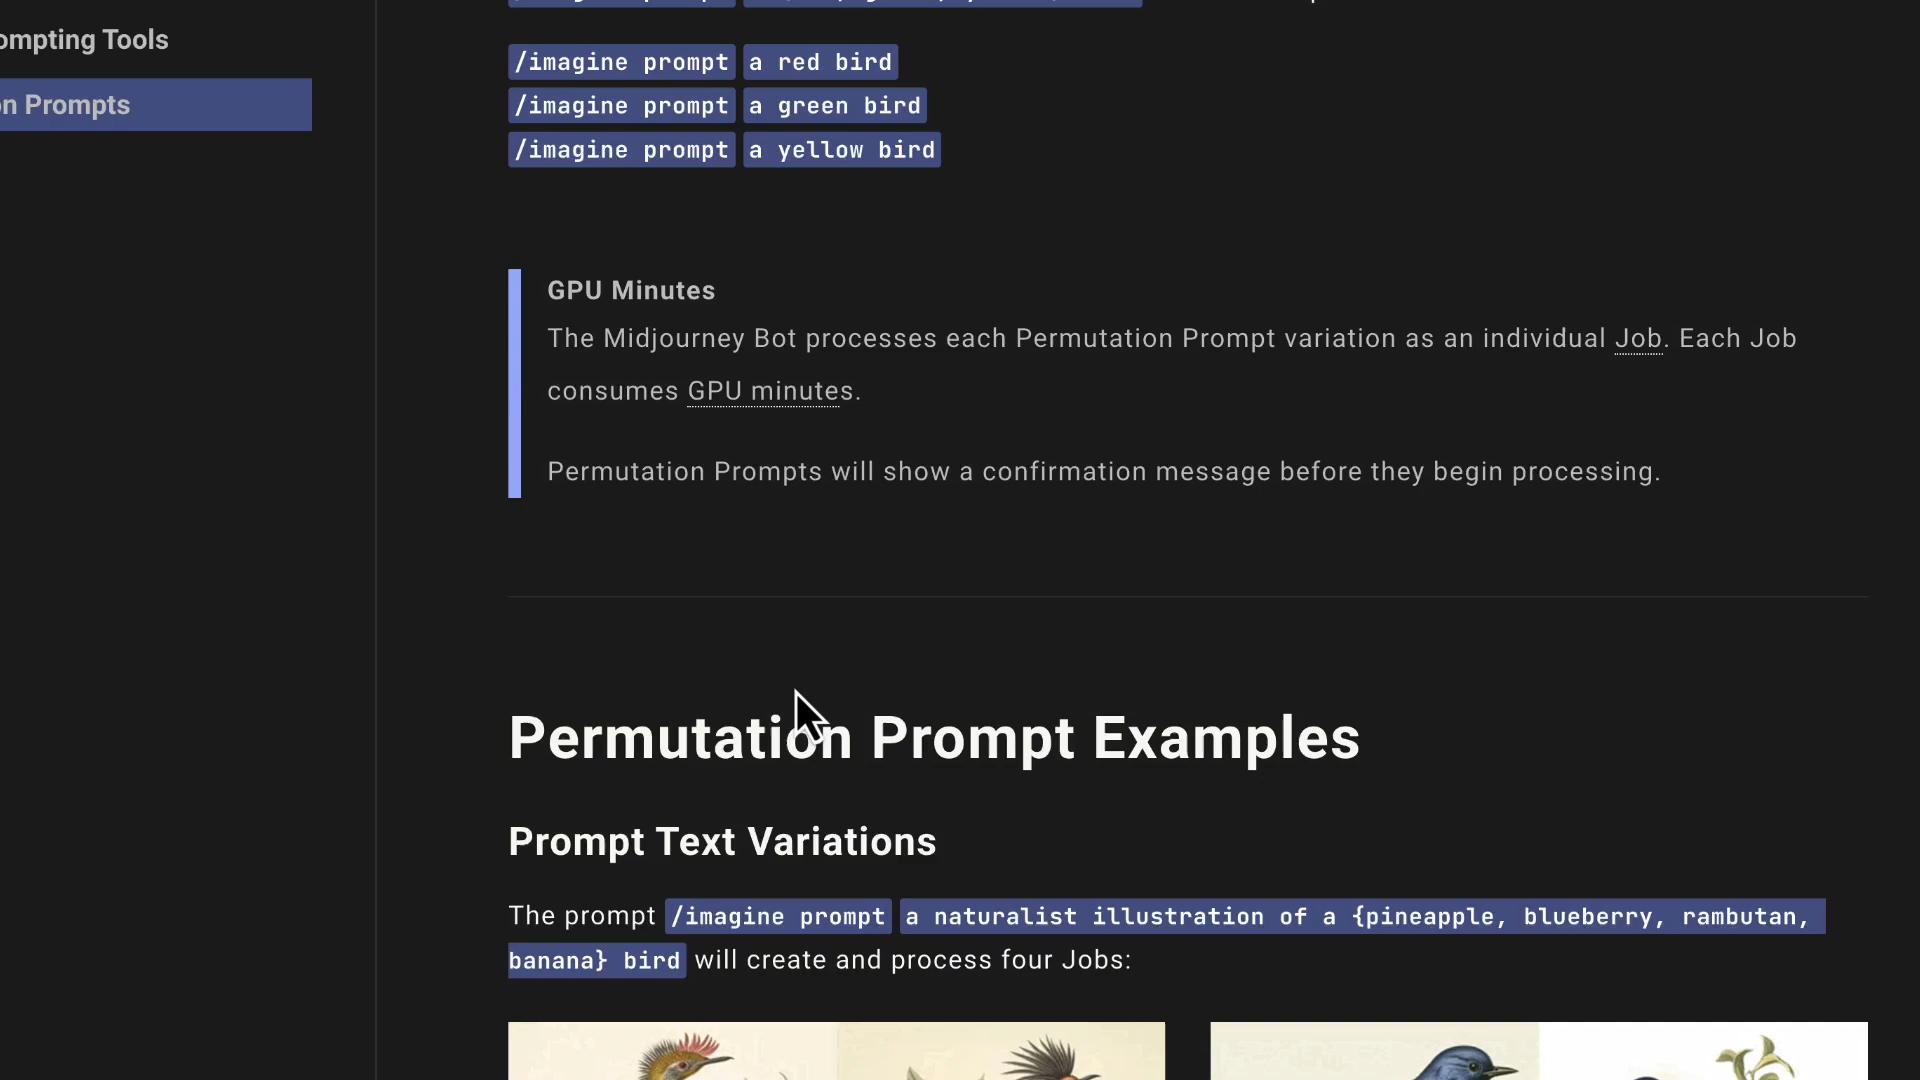 ompting Tools
on Prompts
/imagine prompt a red bird
/imagine prompt a green bird
/imagine prompt a yellow bird
GPU Minutes
The Midjourney Bot processes each Permutation Prompt variation as an individual Job. Each Job
consumes GPU minutes.
Permutation Prompts will show a confirmation message before they begin processing.
Permutation Prompt Examples
Prompt Text Variations
The prompt /imagine prompt a naturalist illustration of a {pineapple, blueberry, rambutan,
banana} bird will create and process four Jobs: